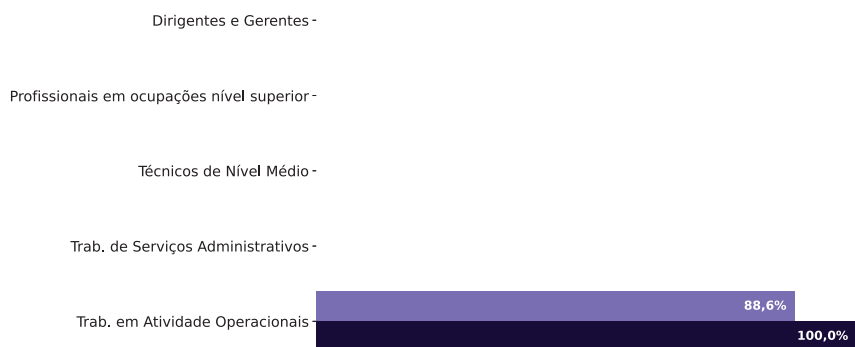 Dirigentes e Gerentes
Profissionais em ocupações nível superior
Técnicos de Nível Médio
Trab. de Serviços Administrativos
88,6%
Trab. em Atividade Operacionais
100,0%